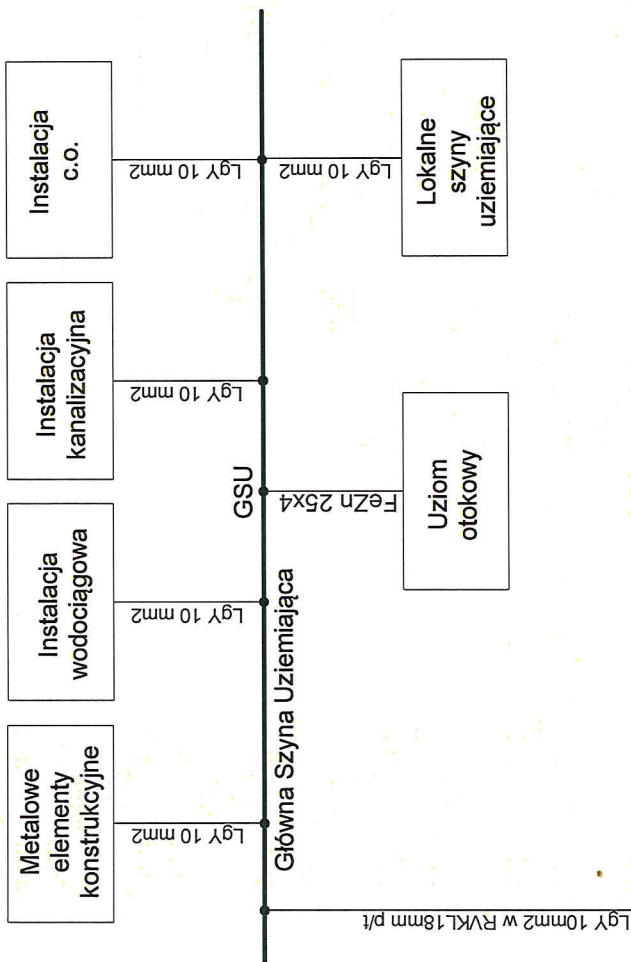 Metalowe
elementy
konstrukcyjne
Instalacja
wodociągowa
Instalacja
kanalizacyjna
Instalacja
c.o.
LgY 10 mm2
LgY 10 mm2
LgY 10 mm2
LgY 10 mm2
GSU
Główna Szyna Uziemiająca
LgY 10mm2 w RVKL18mm p/t
FeZn 25x4
LgY 10 mm2
Uziom
otokowy
Lokalne
szyny
uziemiające